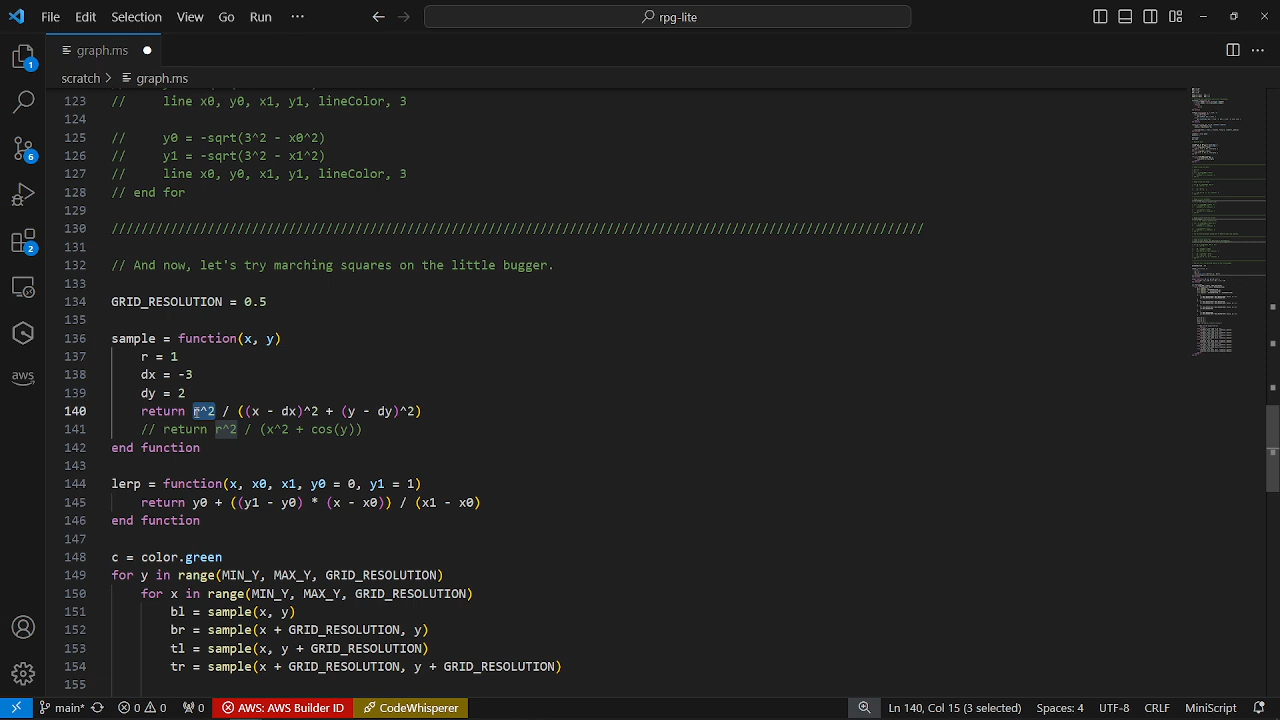 File Edit Selection View Go Run ··· rpg-lite
graph.ms
scratch > graph.ms
123 //     line x0, y0, x1, y1, lineColor, 3
124
125 //     y0 = -sqrt(3^2 - x0^2)
126 //     y1 = -sqrt(3^2 - x1^2)
127 //     line x0, y0, x1, y1, lineColor, 3
128 // end for
129
130 //////////////////////////////////////////////////////////////////////////////////////////////////////////////
131
132 // And now, let's try marching squares on the little bigger.
133
134 GRID_RESOLUTION = 0.5
135
136 sample = function(x, y)
137     r = 1
138     dx = -3
139     dy = 2
140     return r^2 / ((x - dx)^2 + (y - dy)^2)
141     // return r^2 / (x^2 + cos(y))
142 end function
143
144 lerp = function(x, x0, x1, y0 = 0, y1 = 1)
145     return y0 + ((y1 - y0) * (x - x0)) / (x1 - x0)
146 end function
147
148 c = color.green
149 for y in range(MIN_Y, MAX_Y, GRID_RESOLUTION)
150     for x in range(MIN_Y, MAX_Y, GRID_RESOLUTION)
151         bl = sample(x, y)
152         br = sample(x + GRID_RESOLUTION, y)
153         tl = sample(x, y + GRID_RESOLUTION)
154         tr = sample(x + GRID_RESOLUTION, y + GRID_RESOLUTION)
155
1
6
2
aws
main* 0 0 0 AWS: AWS Builder ID CodeWhisperer Ln 140, Col 15 (3 selected) Spaces: 4 UTF-8 CRLF MiniScript